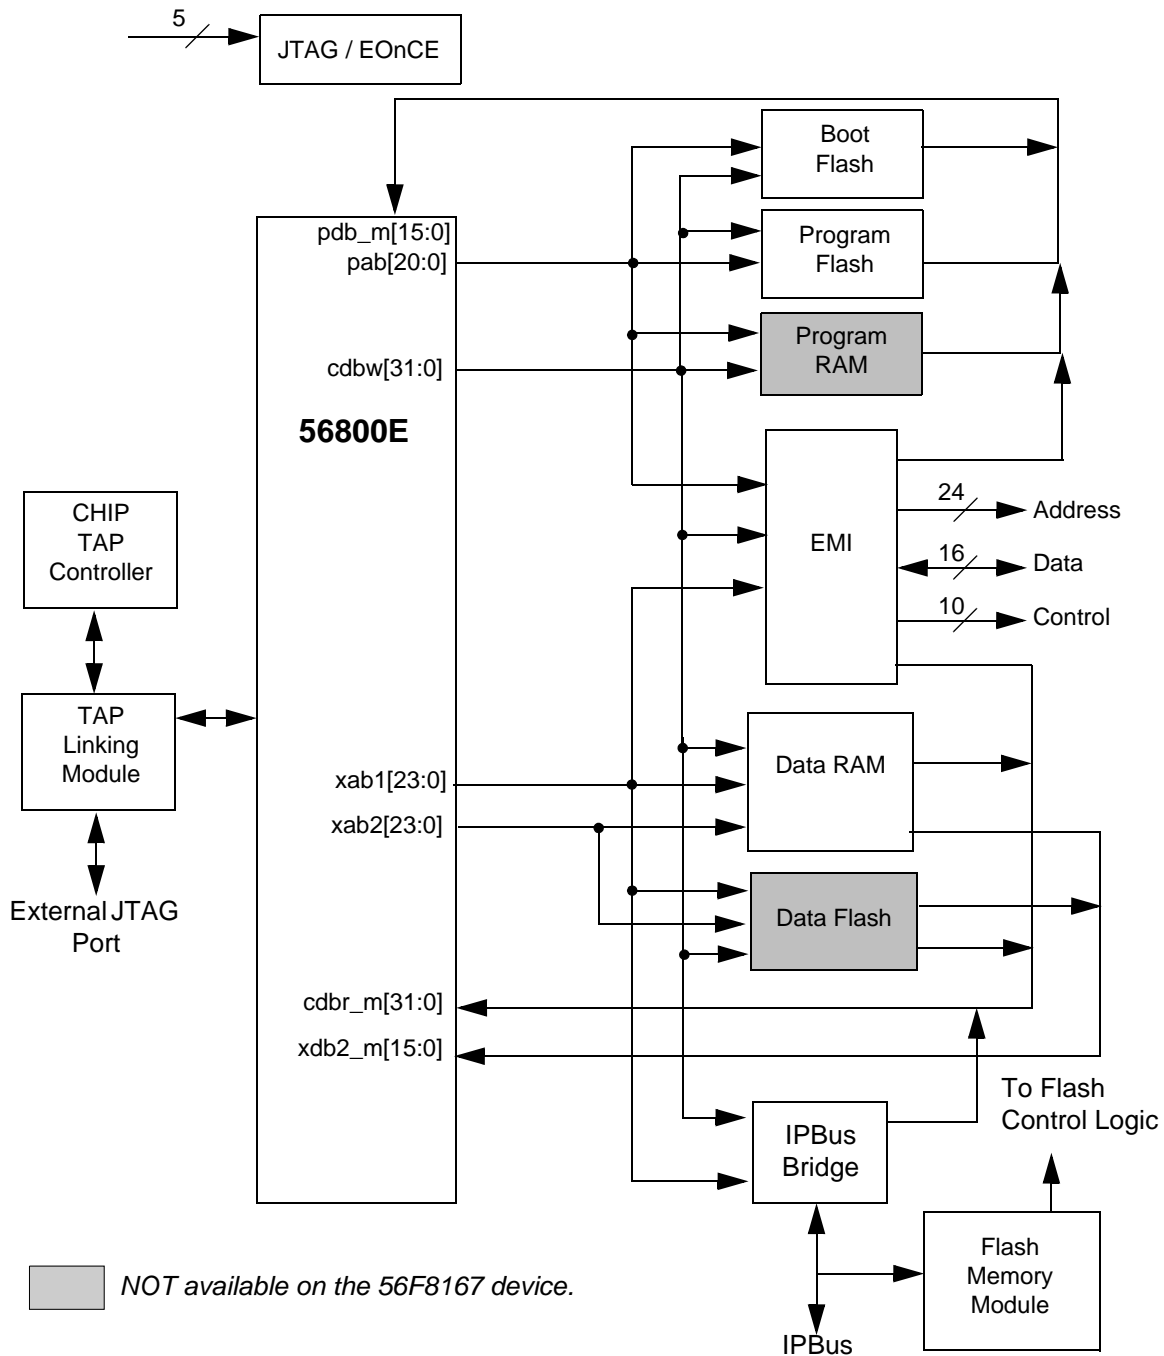 5
JTAG / EOnCE
Boot
Flash
pdb_m[15:0]
pab[20:0]
Program
Flash
cdbw[31:0]
Program
RAM
56800E
CHIP
TAP
Controller
EMI
24
Address
16
Data
10
Control
TAP
Linking
Module
xab1[23:0]
Data RAM
xab2[23:0]
External JTAG
Port
Data Flash
cdbr_m[31:0]
xdb2_m[15:0]
To Flash
Control Logic
IPBus
Bridge
Flash
Memory
Module
NOT available on the 56F8167 device.
IPBus